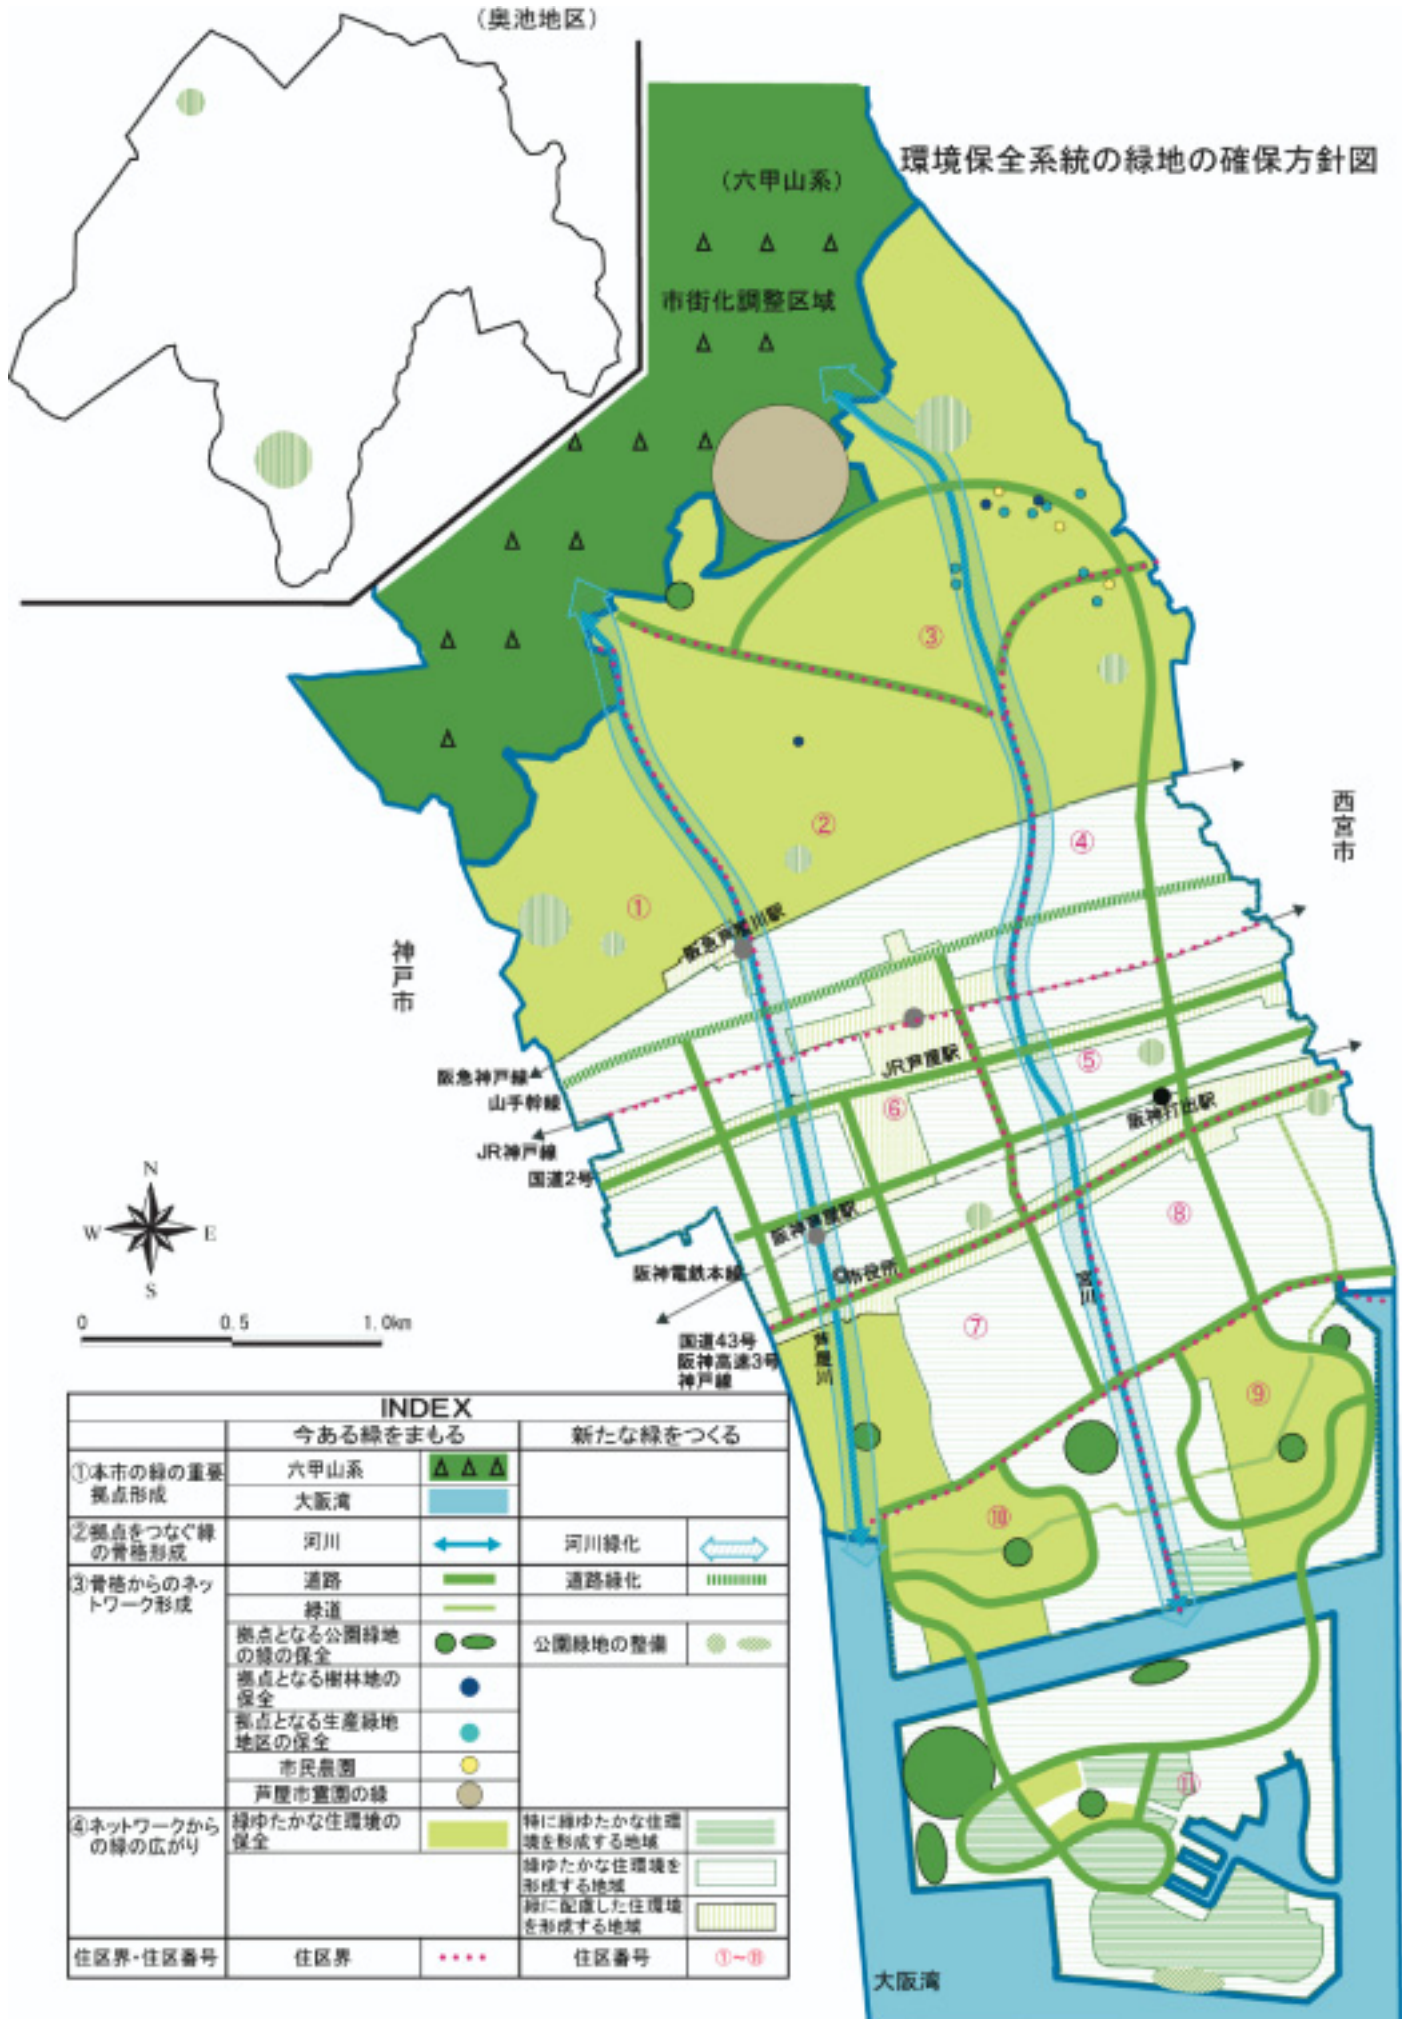 (奥池地区)
環境保全系統の緑地の確保方針図
(六甲山系)
市街化調整区域
西宮市
神戸市
③
②
④
①
阪急芦屋川駅
JR芦屋駅
⑤
⑥
阪神打出駅
阪急神戸線
山手幹線
JR神戸線
国道2号
阪神芦屋駅
市役所
阪神電鉄本線
⑧
宮川
⑦
芦屋川
国道43号
阪神高速3号
神戸線
⑨
⑩
⑪
大阪湾
N
W E
S
0 0.5 1.0km
INDEX
今ある緑をまもる 新たな緑をつくる
①本市の緑の重要
拠点形成
六甲山系
大阪湾
②拠点をつなぐ緑
の骨格形成
河川 河川緑化
③骨格からのネッ
トワーク形成
道路 道路緑化
緑道
拠点となる公園緑地
の緑の保全
公園緑地の整備
拠点となる樹林地の
保全
拠点となる生産緑地
地区の保全
市民農園
芦屋市霊園の緑
④ネットワークから
の緑の広がり
緑ゆたかな住環境の
保全
特に緑ゆたかな住環
境を形成する地域
緑ゆたかな住環境を
形成する地域
緑に配慮した住環境
を形成する地域
住区界・住区番号 住区界 住区番号 ①~⑪